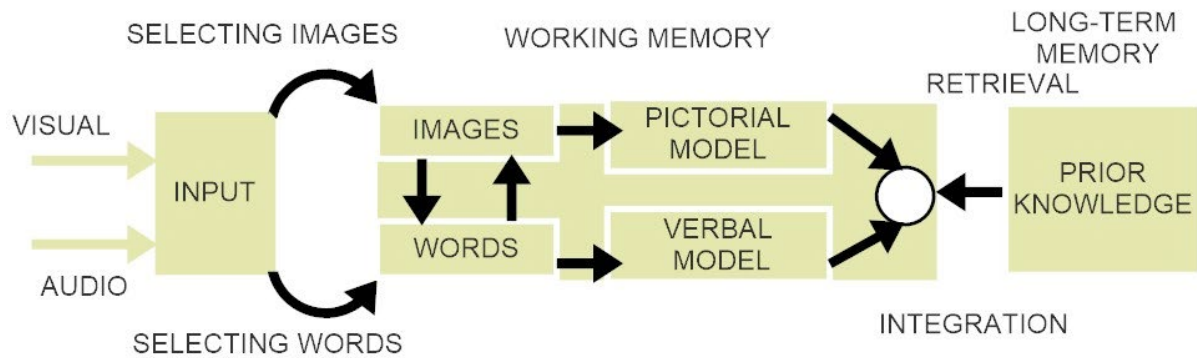 SELECTING IMAGES
WORKING MEMORY
LONG-TERM
MEMORY
RETRIEVAL
VISUAL
INPUT
IMAGES
PICTORIAL
MODEL
PRIOR
KNOWLEDGE
WORDS
VERBAL
MODEL
AUDIO
SELECTING WORDS
INTEGRATION